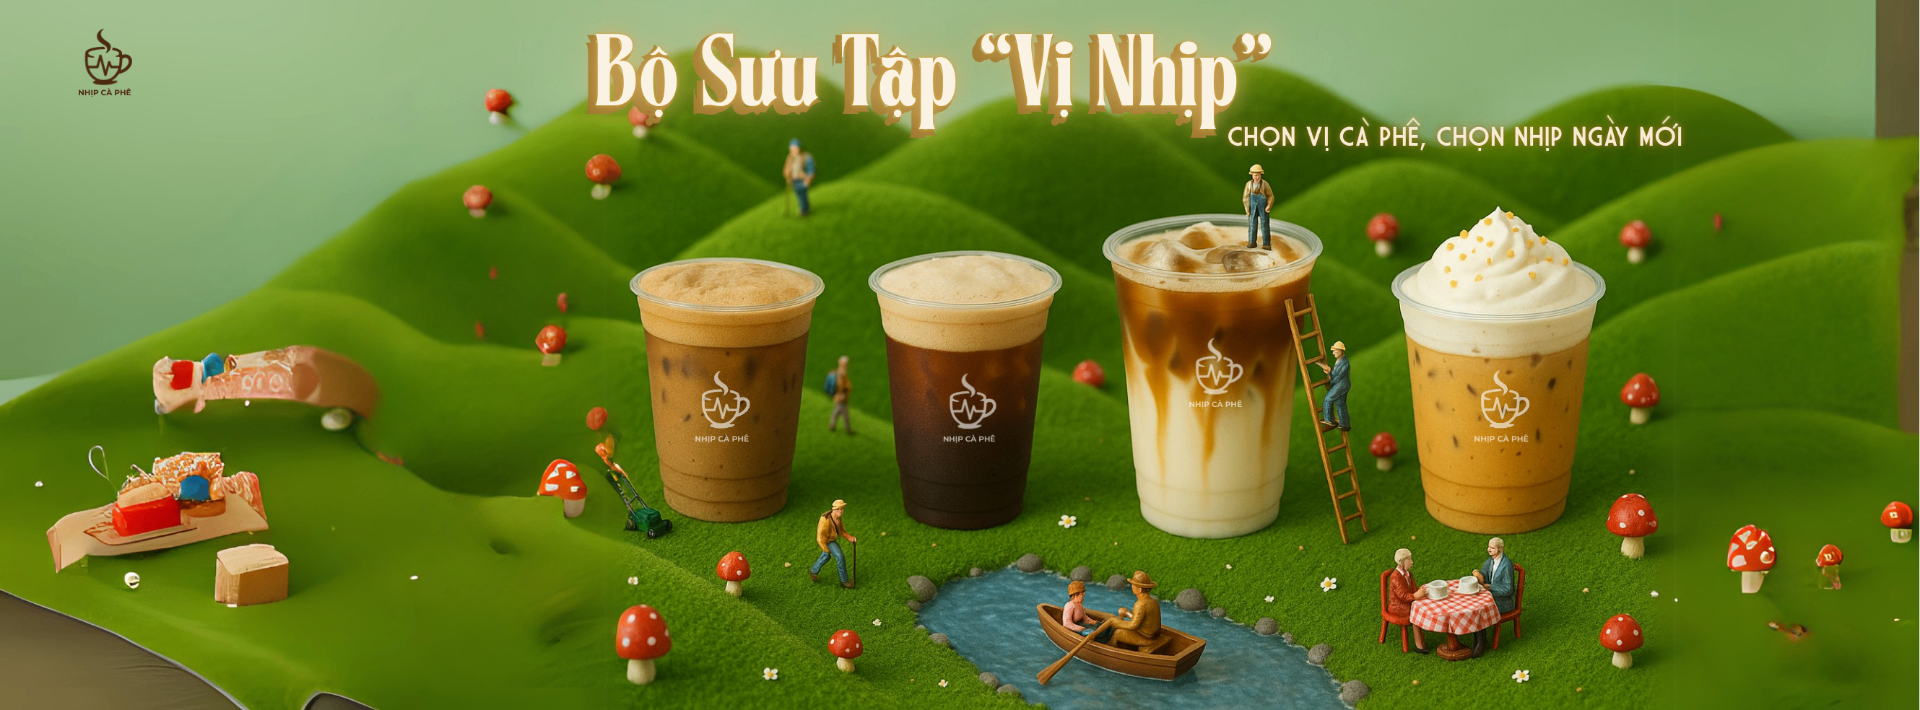 NHỊP CÀ PHÊ
Bộ Sưu Tập “Vị Nhịp”
CHỌN VỊ CÀ PHÊ, CHỌN NHỊP NGÀY MỚI
NHỊP CÀ PHÊ
NHỊP CÀ PHÊ
NHỊP CÀ PHÊ
NHỊP CÀ PHÊ